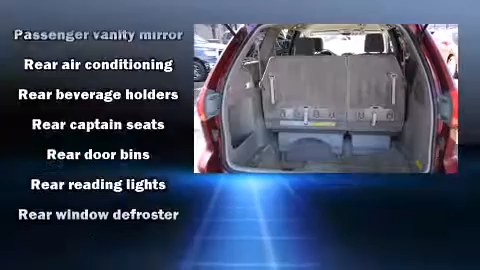 Passenger vanity mirror
Rear air conditioning
Rear beverage holders
Rear captain seats
Rear door bins
Rear reading lights
Rear window defroster